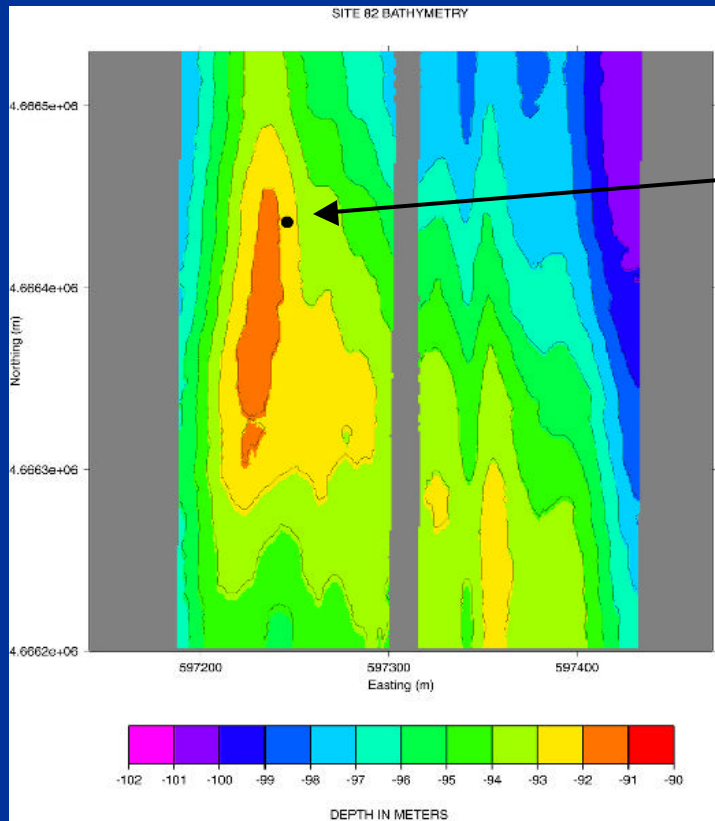 SITE 82 BATHYMETRY
4.6665e+06
4.6664e+06
4.6663e+06
4.6662e+06
Northing (m)
597200 597300 597400
Easting (m)
-102 -101 -100 -99 -98 -97 -96 -95 -94 -93 -92 -91 -90
DEPTH IN METERS